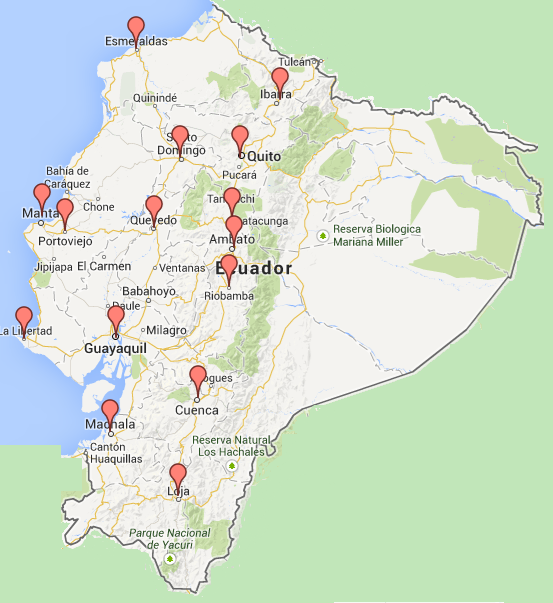 Esmeraldas
Tulcán
Ibarra
Quinindé
Domingo
Quito
Pucará
Bahía de
Caráquez
Chone
Manta
Portoviejo
Quevedo
Ambato
Reserva Biologica
Mariana Miller
Jipijapa
El Carmen
Ventanas
Ecuador
Babahoyo
Riobamba
La Libertad
Milagro
Guayaquil
Cuenca
Machala
Cantón
Huaquillas
Reserva Natural
Los Hachales
Loja
Parque Nacional
de Yacuri